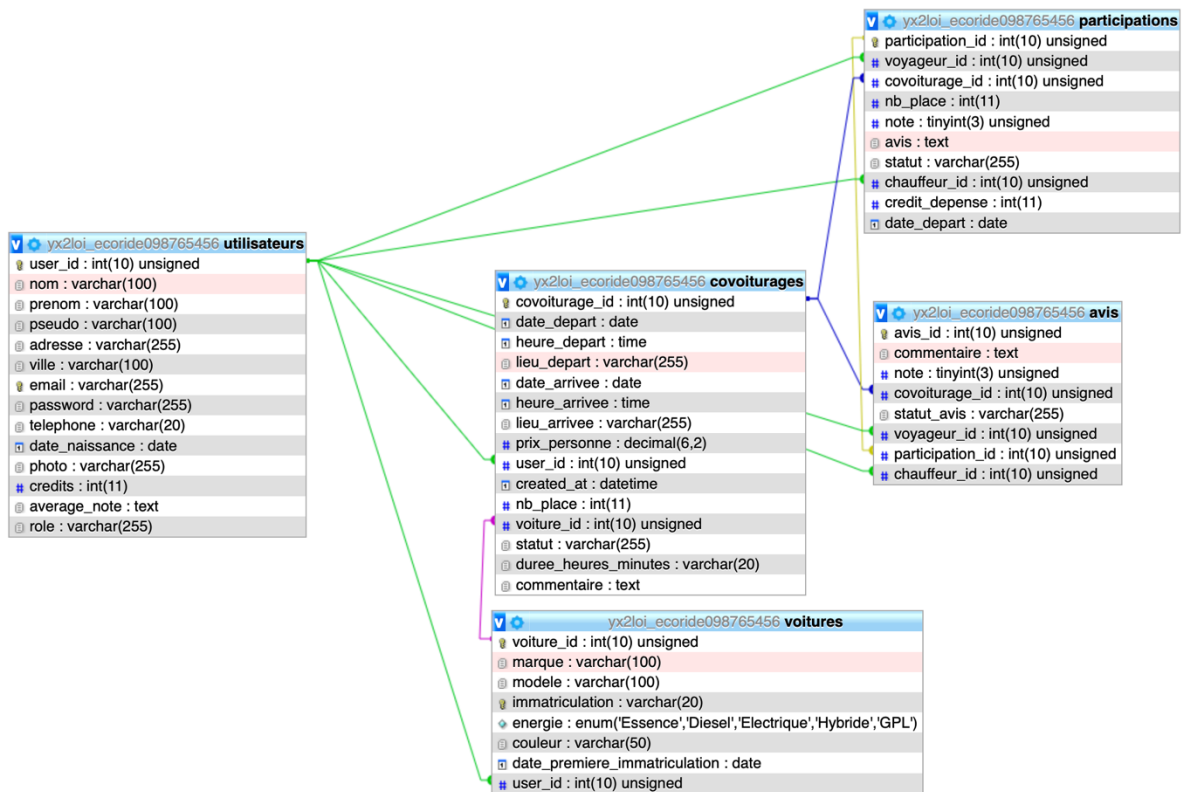 yx2loi_ecoride098765456 participations
participation_id : int(10) unsigned
voyageur_id : int(10) unsigned
covoiturage_id : int(10) unsigned
nb_place : int(11)
note : tinyint(3) unsigned
avis : text
statut : varchar(255)
chauffeur_id : int(10) unsigned
credit_depense : int(11)
date_depart : date
yx2loi_ecoride098765456 utilisateurs
user_id : int(10) unsigned
nom : varchar(100)
prenom : varchar(100)
pseudo : varchar(100)
adresse : varchar(255)
ville : varchar(100)
email : varchar(255)
password : varchar(255)
telephone : varchar(20)
date_naissance : date
photo : varchar(255)
credits : int(11)
average_note : text
role : varchar(255)
yx2loi_ecoride098765456 covoiturages
covoiturage_id : int(10) unsigned
date_depart : date
heure_depart : time
lieu_depart : varchar(255)
date_arrivee : date
heure_arrivee : time
lieu_arrivee : varchar(255)
prix_personne : decimal(6,2)
user_id : int(10) unsigned
created_at : datetime
nb_place : int(11)
voiture_id : int(10) unsigned
statut : varchar(255)
duree_heures_minutes : varchar(20)
commentaire : text
yx2loi_ecoride098765456 avis
avis_id : int(10) unsigned
commentaire : text
note : tinyint(3) unsigned
covoiturage_id : int(10) unsigned
statut_avis : varchar(255)
voyageur_id : int(10) unsigned
participation_id : int(10) unsigned
chauffeur_id : int(10) unsigned
yx2loi_ecoride098765456 voitures
voiture_id : int(10) unsigned
marque : varchar(100)
modele : varchar(100)
immatriculation : varchar(20)
energie : enum('Essence','Diesel','Electrique','Hybride','GPL')
couleur : varchar(50)
date_premiere_immatriculation : date
user_id : int(10) unsigned